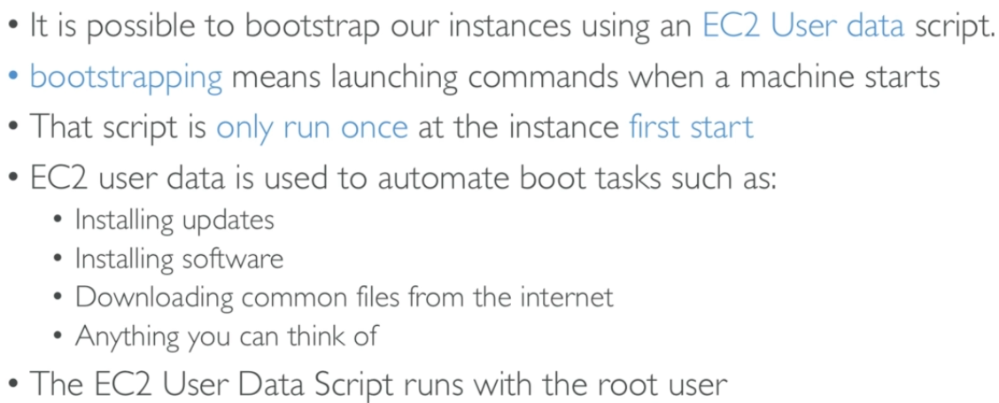 • It is possible to bootstrap our instances using an EC2 User data script.
• bootstrapping means launching commands when a machine starts
• That script is only run once at the instance first start
• EC2 user data is used to automate boot tasks such as:
• Installing updates
• Installing software
• Downloading common files from the internet
• Anything you can think of
• The EC2 User Data Script runs with the root user